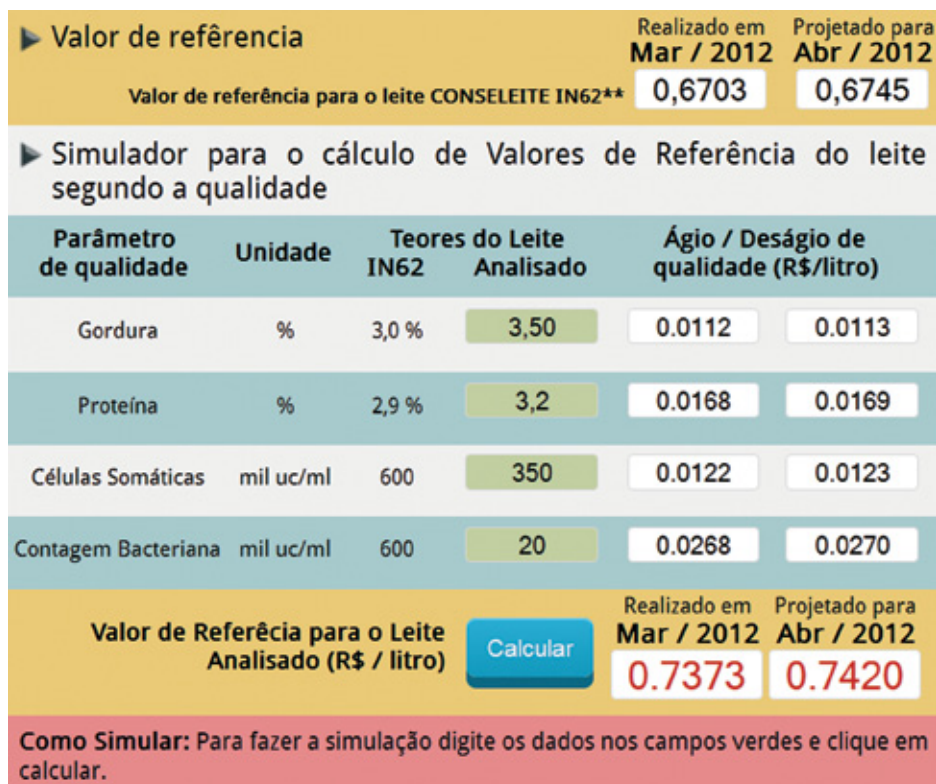 Valor de refêrencia
Realizado em Projetado para
Mar / 2012 Abr / 2012
Valor de referência para o leite CONSELEITE IN62** 0,6703 0,6745
Simulador para o cálculo de Valores de Referência do leite
segundo a qualidade
Parâmetro de qualidade Unidade Teores do Leite Ágio / Deságio de
IN62 Analisado qualidade (R$/litro)
Gordura % 3,0 % 3,50 0.0112 0.0113
Proteína % 2,9 % 3,2 0.0168 0.0169
Células Somáticas mil uc/ml 600 350 0.0122 0.0123
Contagem Bacteriana mil uc/ml 600 20 0.0268 0.0270
Realizado em Projetado para
Valor de Referêcia para o Leite Mar / 2012 Abr / 2012
Analisado (R$ / litro) Calcular 0.7373 0.7420
Como Simular: Para fazer a simulação digite os dados nos campos verdes e clique em
calcular.